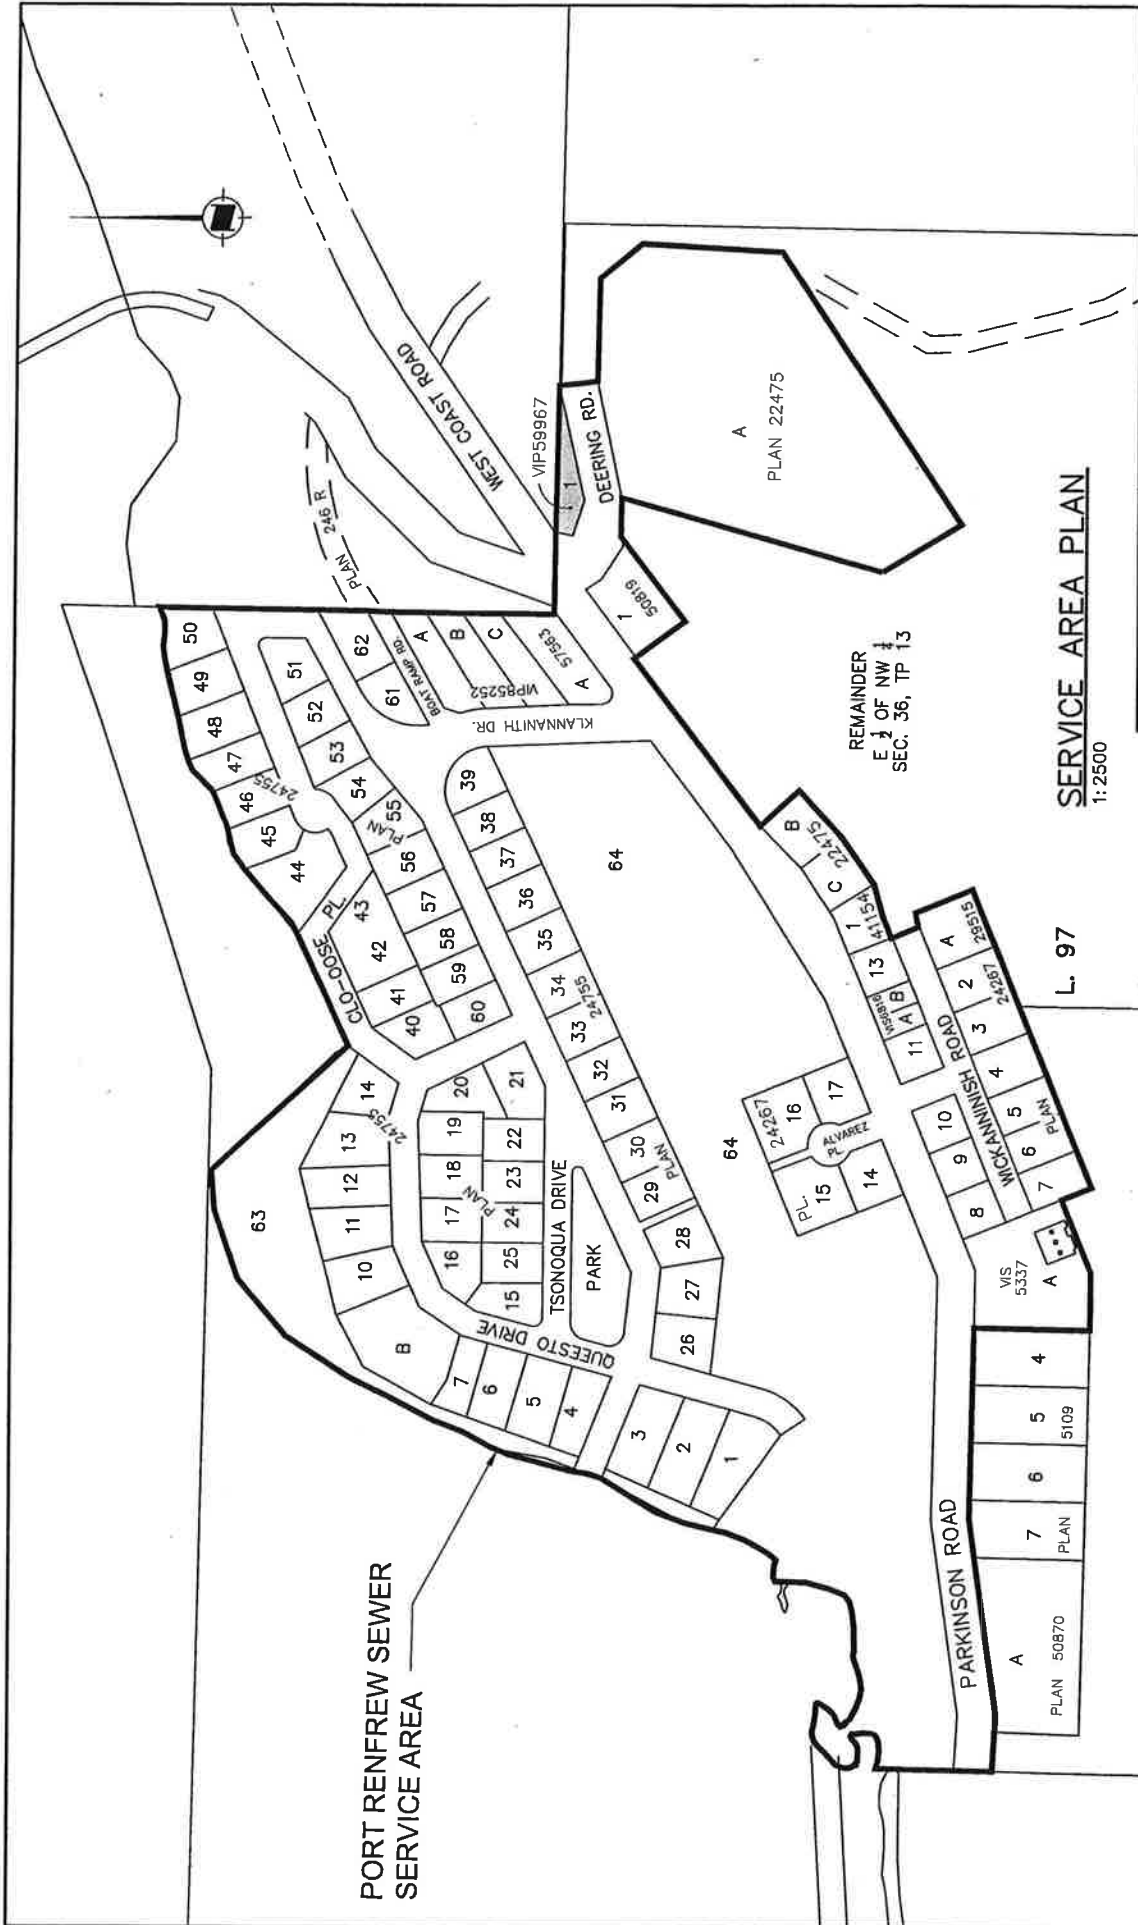 PORT RENFREW SEWER
SERVICE AREA
63
14
13
12
11
10
B
24755
7
6
5
4
3
2
1
QUEESTO DRIVE
20
19
18
17
16
PLAN
21
22
23
24
25
15
TSONOQUA DRIVE
PARK
CLO-OOSE PL.
50
49
48
47
46
45
44
24755
43
42
41
40
51
52
53
54
55
PLAN
56
57
58
59
60
62
61
BOAT RAMP RD.
PLAN 246 R
A
B
C
VIP85252
A
57563
KLANNANITH DR.
WEST COAST ROAD
39
38
37
36
35
34
24755
33
32
31
30
PLAN
29
28
27
26
64
64
VIP59967
1
DEERING RD.
1
50819
A
PLAN 22475
REMAINDER
E 1/2 OF NW 1/4
SEC. 36, TP 13
24267
16
17
ALVAREZ
PL.
PL.
15
14
B
22475
C
1
41154
13
VIS6816
B
A
11
10
9
8
WICKANNINISH ROAD
A
29515
2
24267
3
4
5
PLAN
6
7
VIS
5337
A
L. 97
PARKINSON ROAD
4
5
5109
6
7
PLAN
A
PLAN 50870
SERVICE AREA PLAN
1:2500